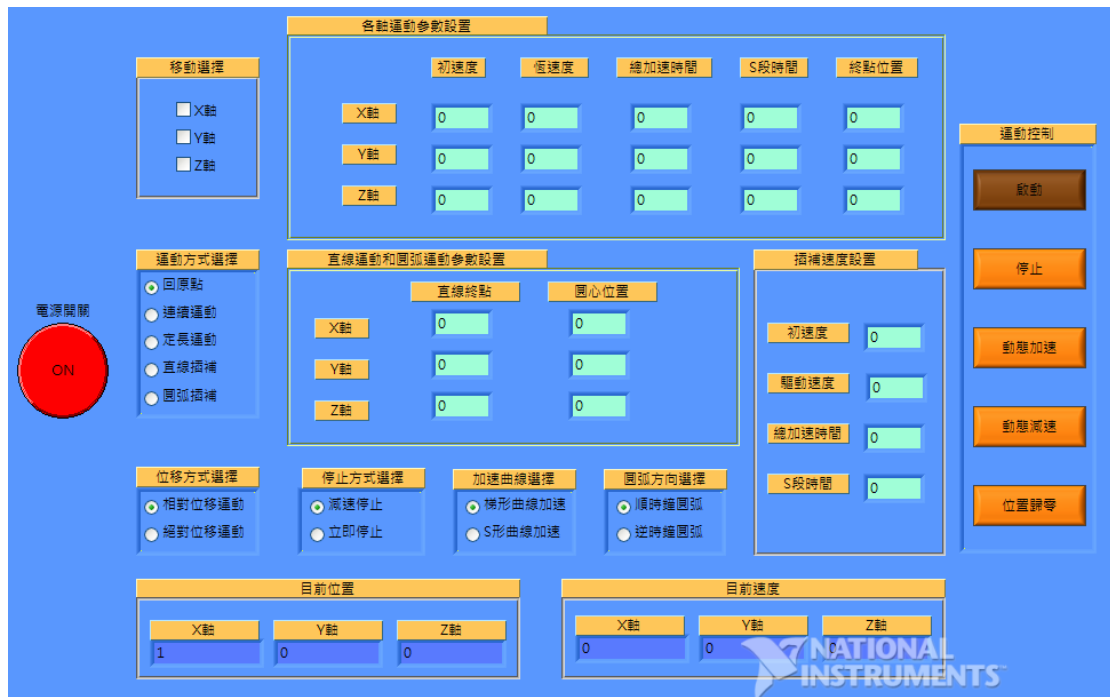 各軸運動參數設置
移動選擇
X軸
Y軸
Z軸
初速度 恆速度 總加速時間 S段時間 終點位置
X軸 0 0 0 0 0
Y軸 0 0 0 0 0
Z軸 0 0 0 0 0
運動控制
啟動
停止
動態加速
動態減速
位置歸零
電源開關
ON
運動方式選擇
回原點
連續運動
定長運動
直線插補
圓弧插補
直線運動和圓弧運動參數設置
直線終點 圓心位置
X軸 0 0
Y軸 0 0
Z軸 0 0
插補速度設置
初速度 0
驅動速度 0
總加速時間 0
S段時間 0
位移方式選擇
相對位移運動
絕對位移運動
停止方式選擇
減速停止
立即停止
加速曲線選擇
梯形曲線加速
S形曲線加速
圓弧方向選擇
順時鐘圓弧
逆時鐘圓弧
目前位置
X軸 Y軸 Z軸
1 0 0
目前速度
X軸 Y軸 Z軸
0 0 0
NATIONAL
INSTRUMENTS